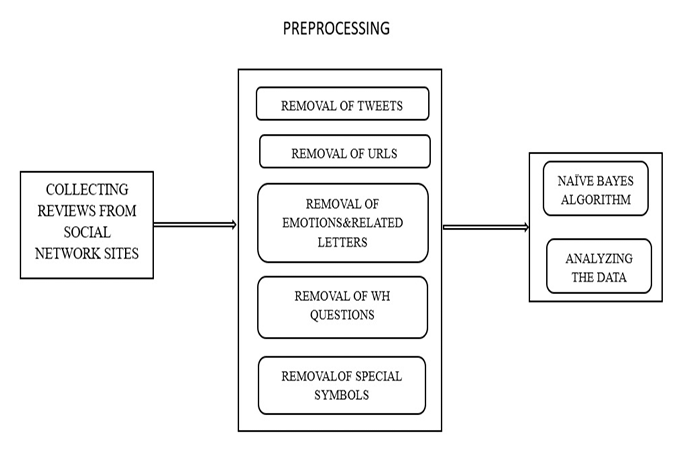 PREPROCESSING
COLLECTING
REVIEWS FROM
SOCIAL
NETWORK SITES
REMOVAL OF TWEETS
REMOVAL OF URLS
REMOVAL OF
EMOTIONS&RELATED
LETTERS
REMOVAL OF WH
QUESTIONS
REMOVALOF SPECIAL
SYMBOLS
NAÏVE BAYES
ALGORITHM
ANALYZING
THE DATA